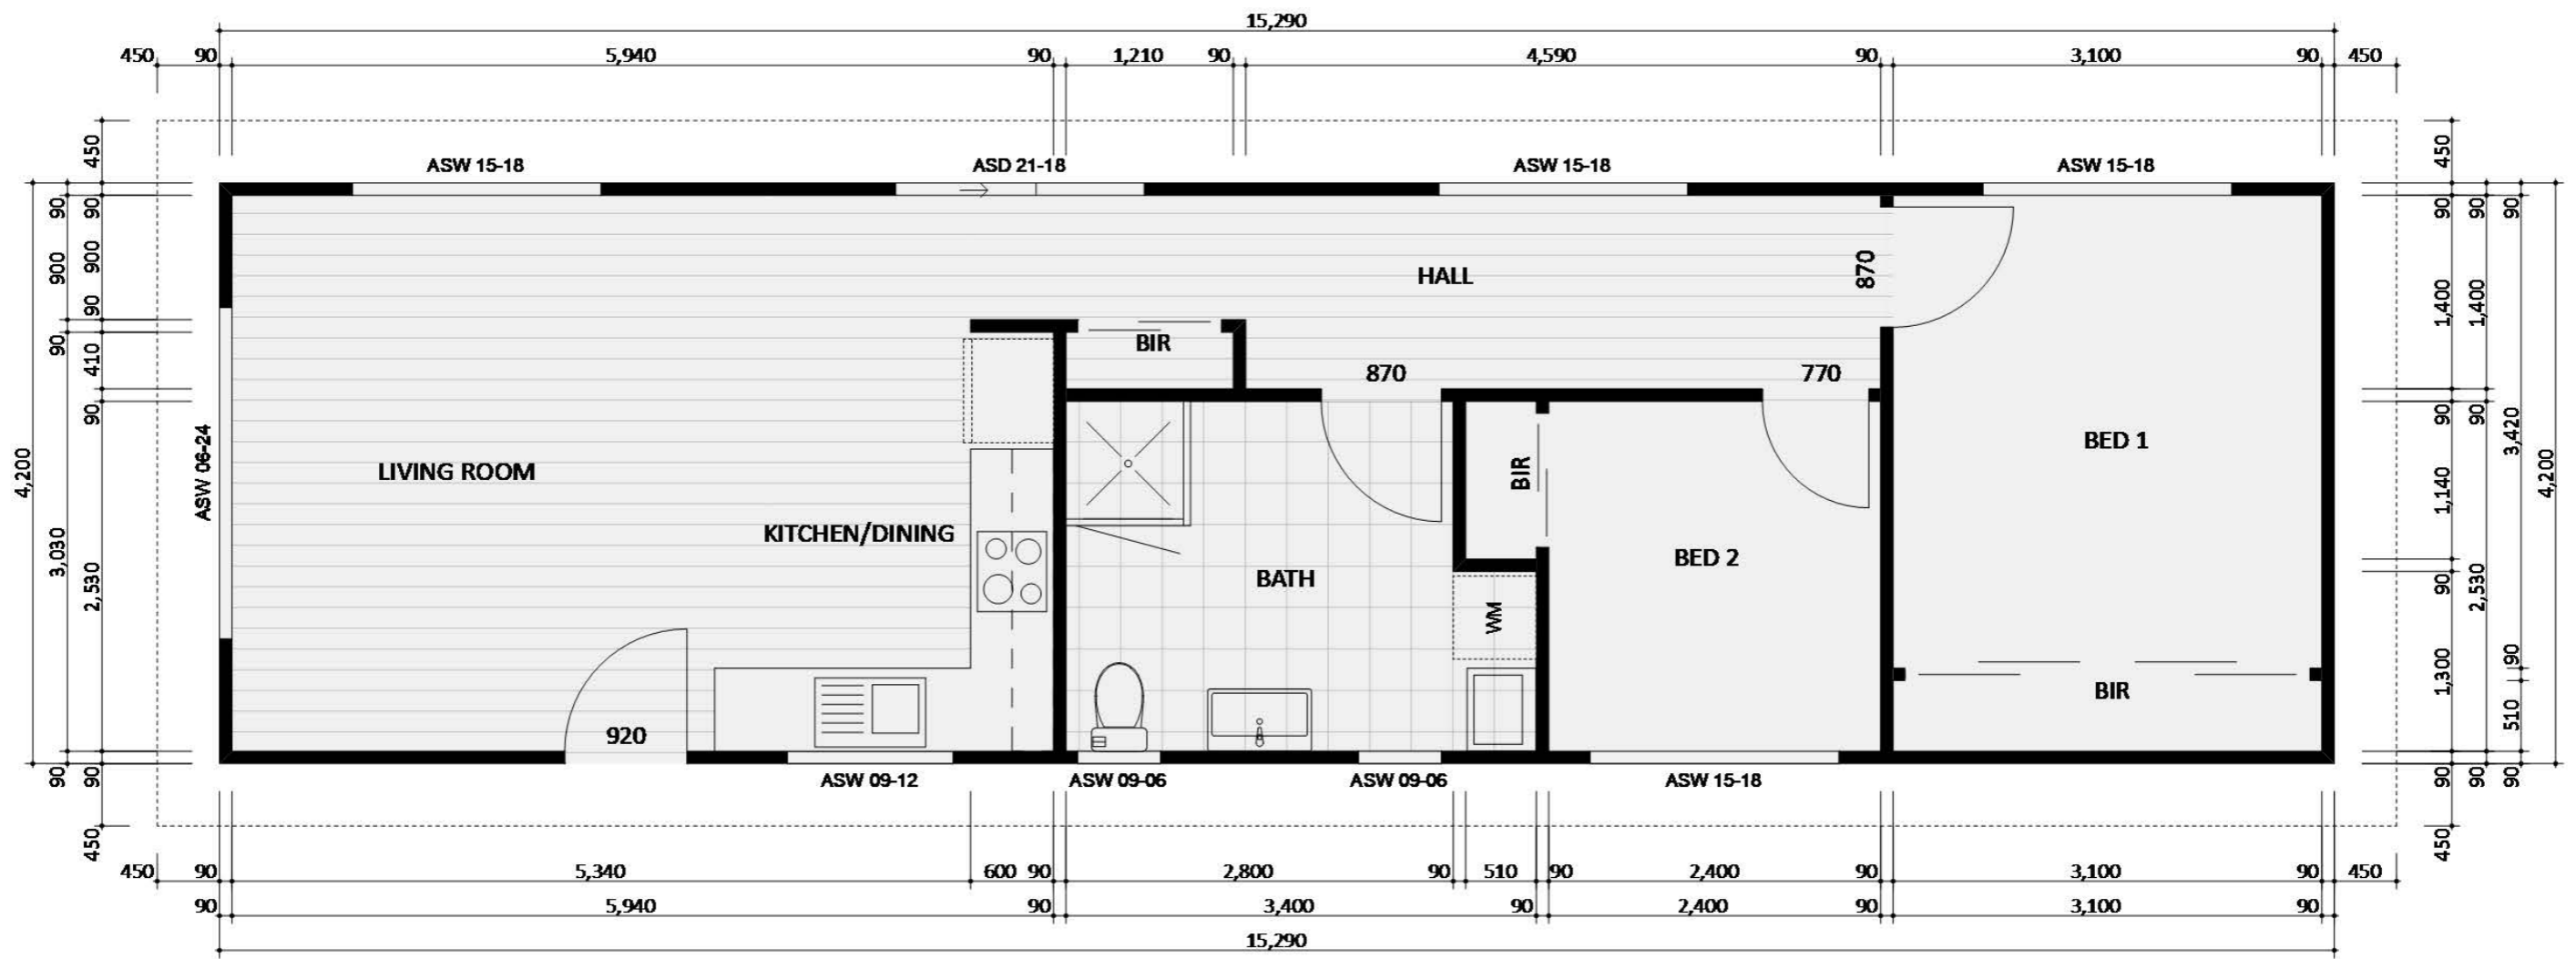 15,290
450 90 5,940 90 1,210 90 4,590 90 3,100 90 450
450
450
ASW 15-18 ASD 21-18 ASW 15-18 ASW 15-18
90 90
90 90 90
900 900
90
90
410
90
HALL
870
1,400 1,400
BIR
870 770
4,200
ASW 06-24
LIVING ROOM
KITCHEN/DINING
BIR
BED 1
BED 2
BATH
WM
90 90
3,420
4,200
1,140
90
2,530
3,030
2,530
1,300
90
510
BIR
920
90 90
90 90 90
ASW 09-12 ASW 09-06 ASW 09-06 ASW 15-18
450
450
450 90 5,340 600 90 2,800 90 510 90 2,400 90 3,100 90 450
90 5,940 90 3,400 90 2,400 90 3,100 90
15,290